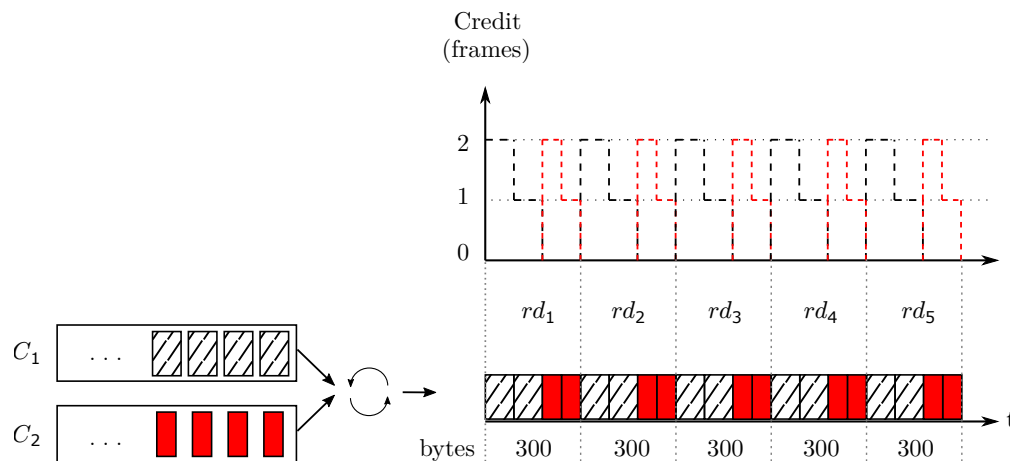 Credit
(frames)
2
1
0
rd₁ rd₂ rd₃ rd₄ rd₅
C₁ . . .
C₂ . . .
t
bytes 300 300 300 300 300